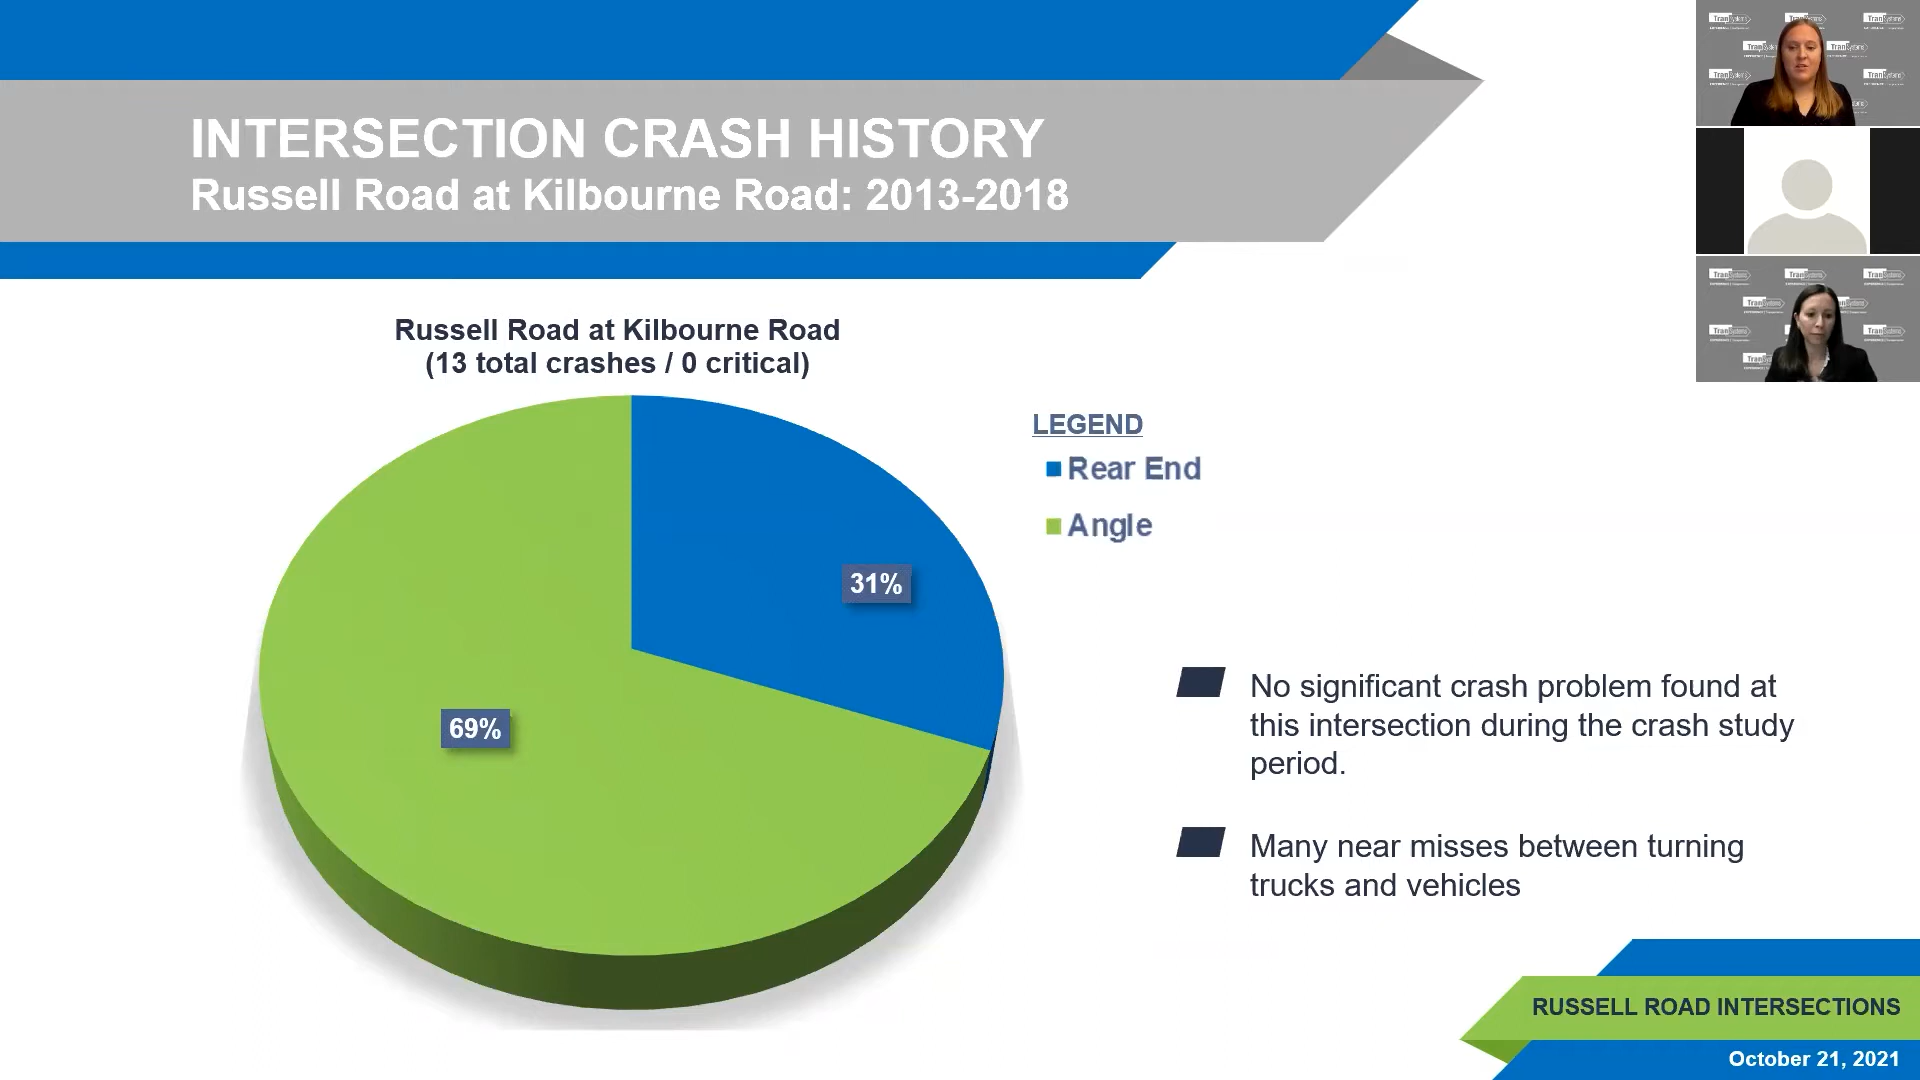 INTERSECTION CRASH HISTORY
Russell Road at Kilbourne Road: 2013-2018
Russell Road at Kilbourne Road
(13 total crashes / 0 critical)
LEGEND
Rear End
Angle
31%
69%
No significant crash problem found at
this intersection during the crash study
period.
Many near misses between turning
trucks and vehicles
RUSSELL ROAD INTERSECTIONS
October 21, 2021